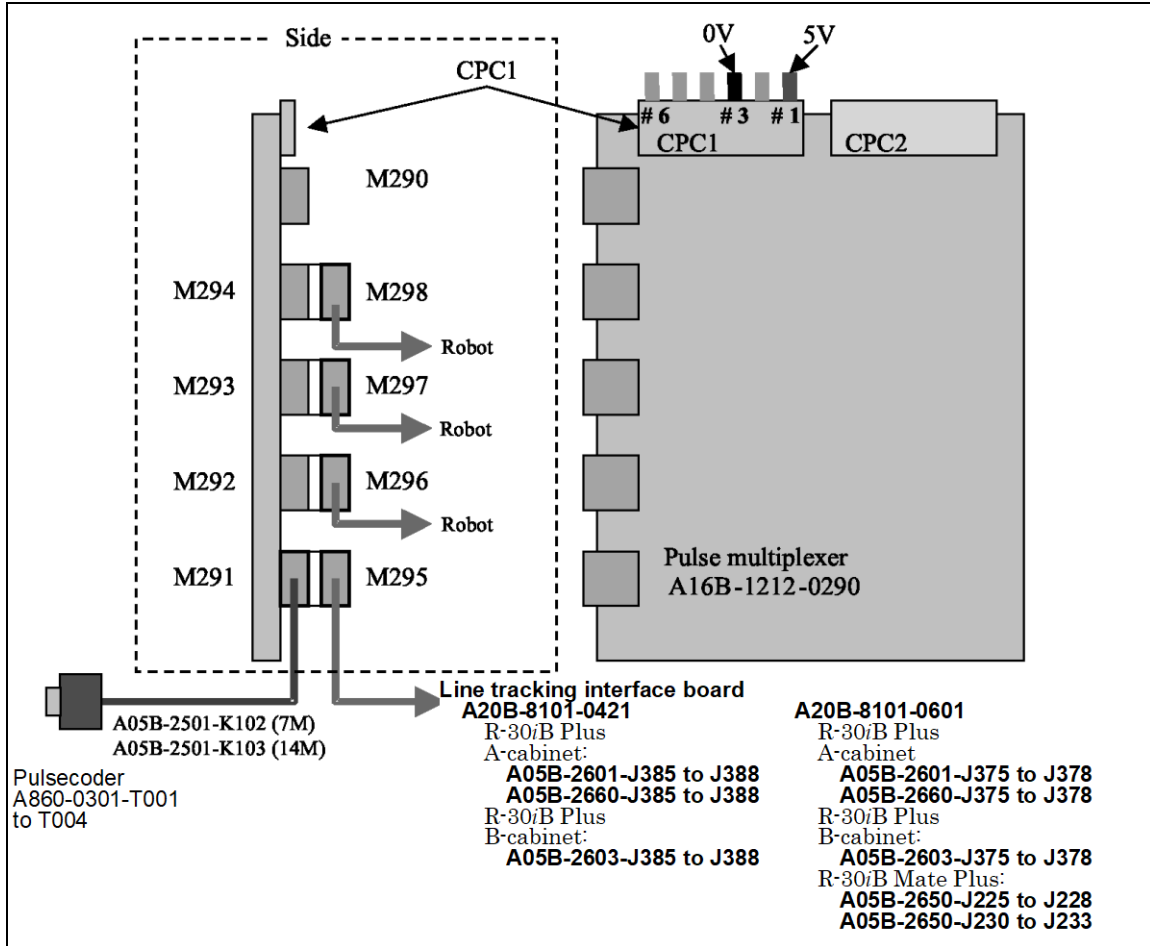 Side
0V
5V
CPC1
# 6
# 3
# 1
CPC1
CPC2
M290
M294
M298
Robot
M293
M297
Robot
M292
M296
Robot
M291
M295
Pulse multiplexer
A16B-1212-0290
A05B-2501-K102 (7M)
A05B-2501-K103 (14M)
Pulsecoder
A860-0301-T001
to T004
Line tracking interface board
A20B-8101-0421
R-30iB Plus
A-cabinet:
A05B-2601-J385 to J388
A05B-2660-J385 to J388
R-30iB Plus
B-cabinet:
A05B-2603-J385 to J388
A20B-8101-0601
R-30iB Plus
A-cabinet
A05B-2601-J375 to J378
A05B-2660-J375 to J378
R-30iB Plus
B-cabinet:
A05B-2603-J375 to J378
R-30iB Mate Plus:
A05B-2650-J225 to J228
A05B-2650-J230 to J233